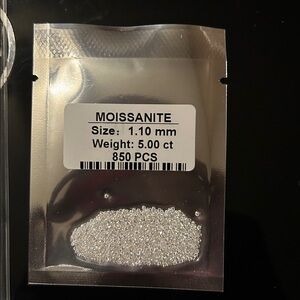 MOISSANITE
Size: 1.10 mm
Weight: 5.00 ct
850 PCS